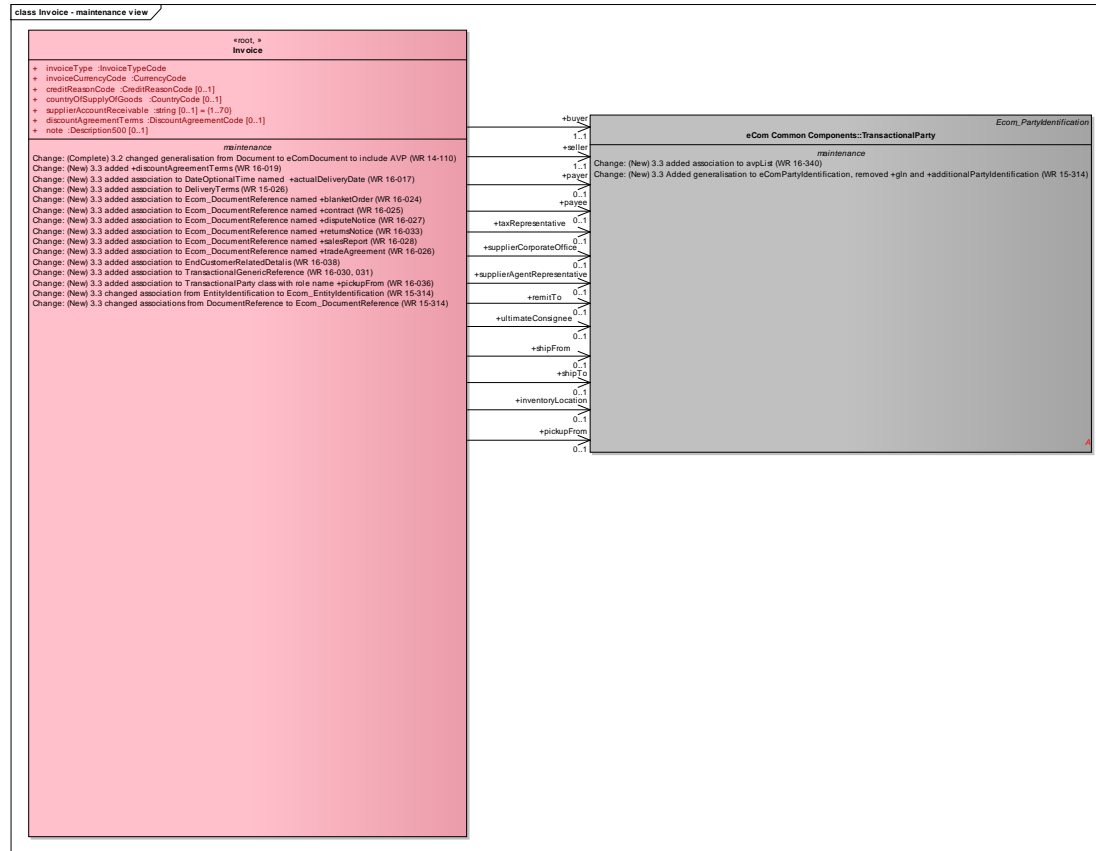 class Invoice - maintenance view
«root, »
Invoice
+ invoiceType :InvoiceTypeCode
+ invoiceCurrencyCode :CurrencyCode
+ creditReasonCode :CreditReasonCode [0..1]
+ countryOfSupplyOfGoods :CountryCode [0..1]
+ supplierAccountReceivable :string [0..1] = {1..70}
+ discountAgreementTerms :DiscountAgreementCode [0..1]
+ note :Description500 [0..1]
maintenance
Change: (Complete) 3.2 changed generalisation from Document to eComDocument to include AVP (WR 14-110)
Change: (New) 3.3 added +discountAgreementTerms (WR 16-019)
Change: (New) 3.3 added association to DateOptionalTime named +actualDeliveryDate (WR 16-017)
Change: (New) 3.3 added association to DeliveryTerms (WR 15-026)
Change: (New) 3.3 added association to Ecom_DocumentReference named +blanketOrder (WR 16-024)
Change: (New) 3.3 added association to Ecom_DocumentReference named +contract (WR 16-025)
Change: (New) 3.3 added association to Ecom_DocumentReference named +disputeNotice (WR 16-027)
Change: (New) 3.3 added association to Ecom_DocumentReference named +returnsNotice (WR 16-033)
Change: (New) 3.3 added association to Ecom_DocumentReference named +salesReport (WR 16-028)
Change: (New) 3.3 added association to Ecom_DocumentReference named +tradeAgreement (WR 16-026)
Change: (New) 3.3 added association to EndCustomerRelatedDetalis (WR 16-038)
Change: (New) 3.3 added association to TransactionalGenericReference (WR 16-030, 031)
Change: (New) 3.3 added association to TransactionalParty class with role name +pickupFrom (WR 16-036)
Change: (New) 3.3 changed association from EntityIdentification to Ecom_EntityIdentification (WR 15-314)
Change: (New) 3.3 changed associations from DocumentReference to Ecom_DocumentReference (WR 15-314)
+buyer
1..1
+seller
1..1
+payer
0..1
+payee
0..1
+taxRepresentative
0..1
+supplierCorporateOffice
0..1
+supplierAgentRepresentative
0..1
+remitTo
0..1
+ultimateConsignee
0..1
+shipFrom
0..1
+shipTo
0..1
+inventoryLocation
0..1
+pickupFrom
0..1
Ecom_PartyIdentification
eCom Common Components::TransactionalParty
maintenance
Change: (New) 3.3 added association to avpList (WR 16-340)
Change: (New) 3.3 Added generalisation to eComPartyIdentification, removed +gln and +additionalPartyIdentification (WR 15-314)
A